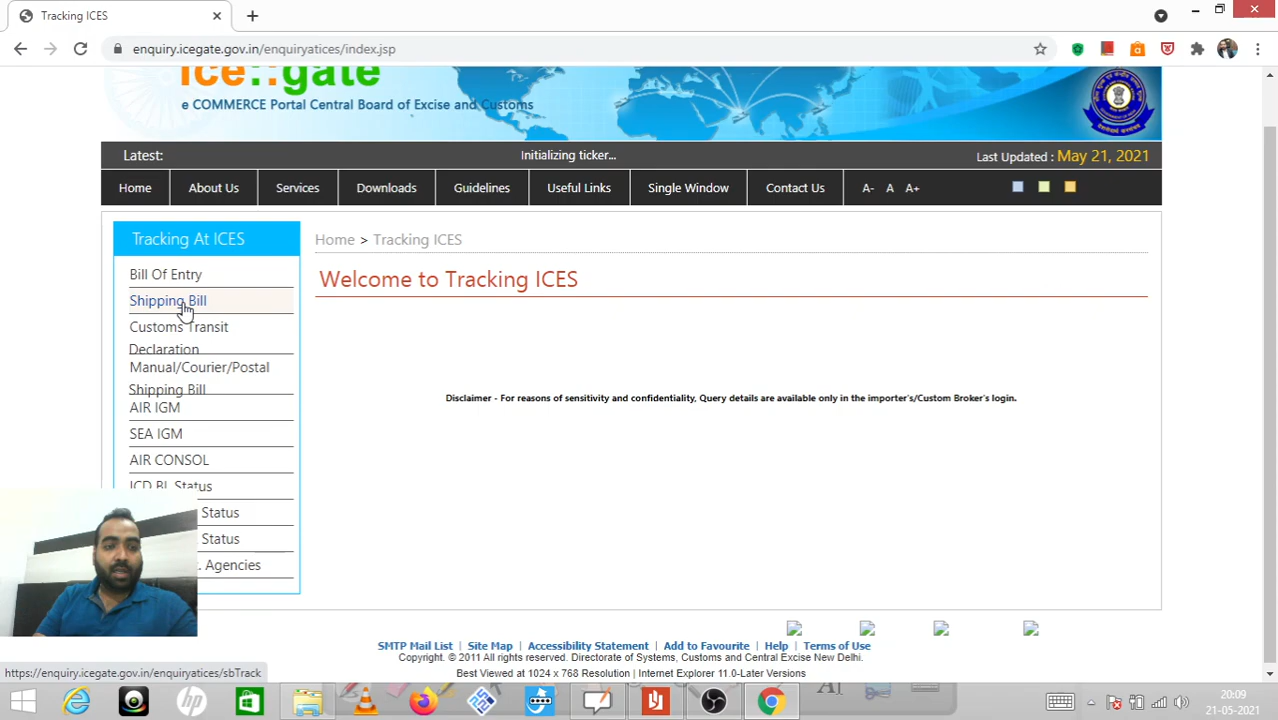 Tracking ICES
enquiry.icegate.gov.in/enquiryatices/index.jsp
ice::gate
e COMMERCE Portal Central Board of Excise and Customs
Latest:
Initializing ticker...
Last Updated : May 21, 2021
Home
About Us
Services
Downloads
Guidelines
Useful Links
Single Window
Contact Us
A- A A+
Tracking At ICES
Bill Of Entry
Shipping Bill
Customs Transit
Declaration
Manual/Courier/Postal
Shipping Bill
AIR IGM
SEA IGM
AIR CONSOL
ICD BL Status
Status
Status
. Agencies
Home > Tracking ICES
Welcome to Tracking ICES
Disclaimer - For reasons of sensitivity and confidentiality, Query details are available only in the importer's/Custom Broker's login.
SMTP Mail List | Site Map | Accessibility Statement | Add to Favourite | Help | Terms of Use
Copyright. © 2011 All rights reserved. Directorate of Systems, Customs and Central Excise New Delhi.
Best Viewed at 1024 x 768 Resolution | Internet Explorer 11.0-Later Versions
https://enquiry.icegate.gov.in/enquiryatices/sbTrack
hp
20:09
21-05-2021